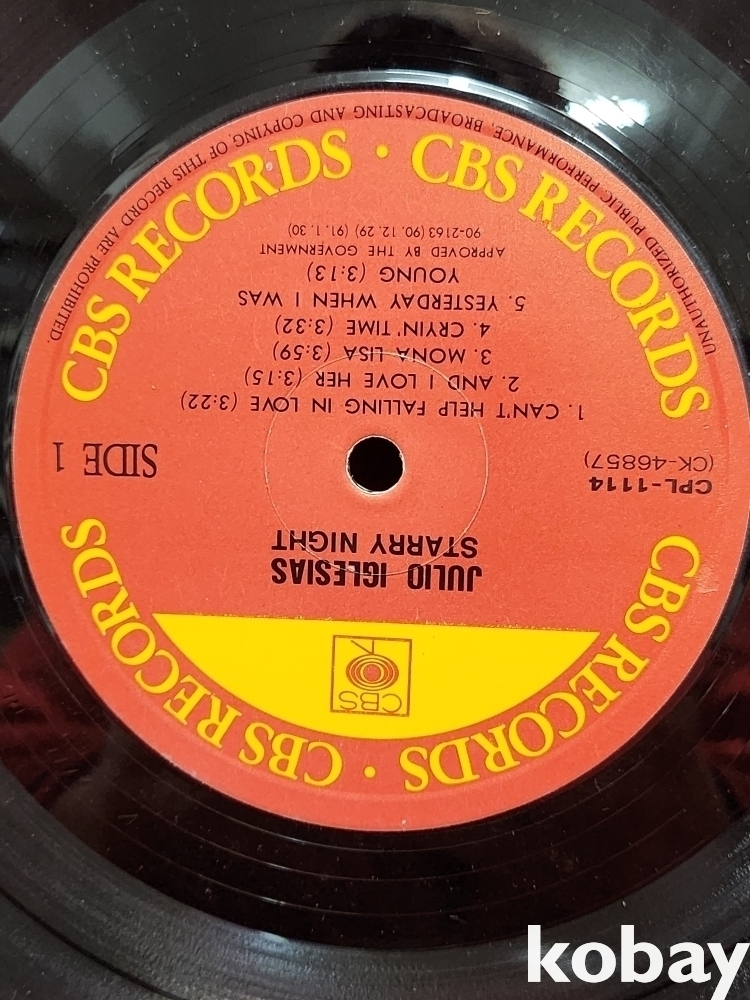 CBS
JULIO IGLESIAS
STARRY NIGHT
CPL-1114
(CK-46857)
SIDE 1
1. CAN'T HELP FALLING IN LOVE (3:22)
2. AND I LOVE HER (3:15)
3. MONA LISA (3:59)
4. CRYIN' TIME (3:32)
5. YESTERDAY WHEN I WAS
YOUNG (3:13)
APPROVED BY THE GOVERNMENT
90-2163 (90. 12. 29) (91. 1. 30)
CBS RECORDS · CBS RECORDS
CBS RECORDS · CBS RECORDS
UNAUTHORIZED PUBLIC PERFORMANCE, BROADCASTING AND COPYING OF THIS RECORD ARE PROHIBITED.
kobay